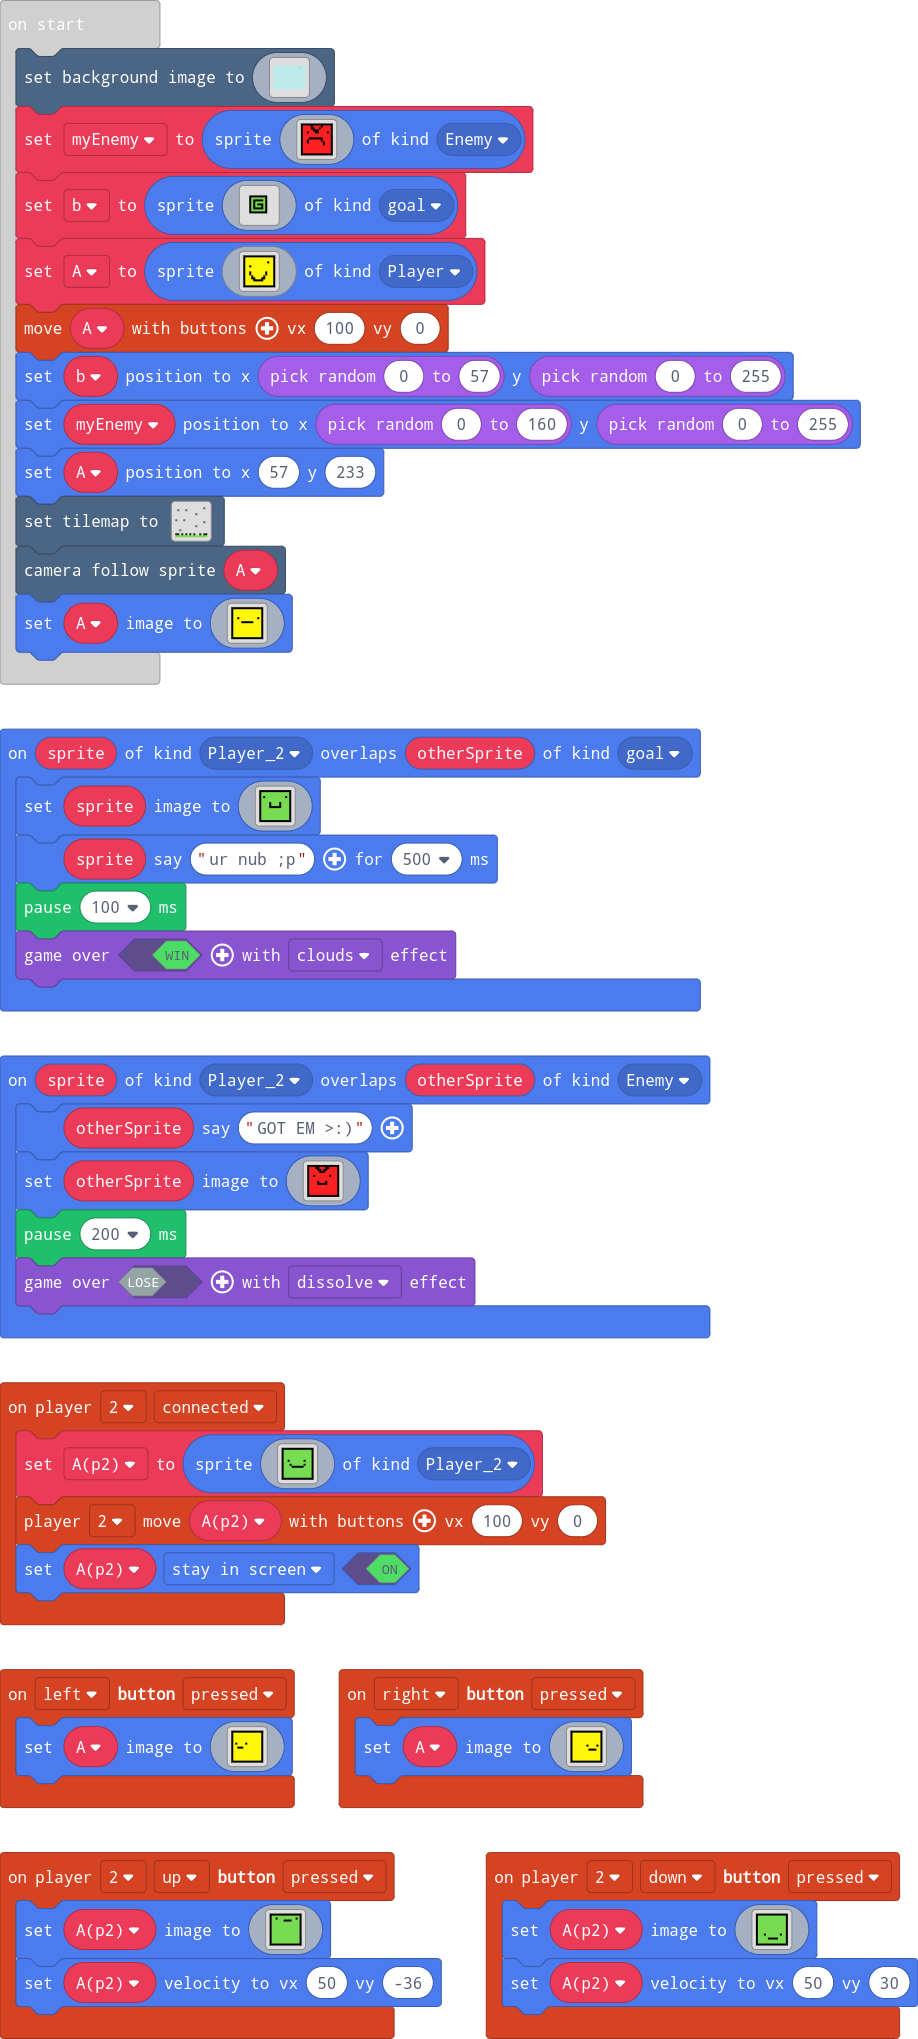 on start
set background image to
set myEnemy to sprite of kind Enemy
set b to sprite G of kind goal
set A to sprite of kind Player
move A with buttons vx 100 vy 0
set b position to x pick random 0 to 57 y pick random 0 to 255
set myEnemy position to x pick random 0 to 160 y pick random 0 to 255
set A position to x 57 y 233
set tilemap to
camera follow sprite A
set A image to
on sprite of kind Player_2 overlaps otherSprite of kind goal
set sprite image to
sprite say "ur nub ;p" for 500 ms
pause 100 ms
game over WIN with clouds effect
on sprite of kind Player_2 overlaps otherSprite of kind Enemy
otherSprite say "GOT EM >:)"
set otherSprite image to
pause 200 ms
game over LOSE with dissolve effect
on player 2 connected
set A(p2) to sprite of kind Player_2
player 2 move A(p2) with buttons vx 100 vy 0
set A(p2) stay in screen ON
on left button pressed
set A image to
on right button pressed
set A image to
on player 2 up button pressed
set A(p2) image to
set A(p2) velocity to vx 50 vy -36
on player 2 down button pressed
set A(p2) image to
set A(p2) velocity to vx 50 vy 30